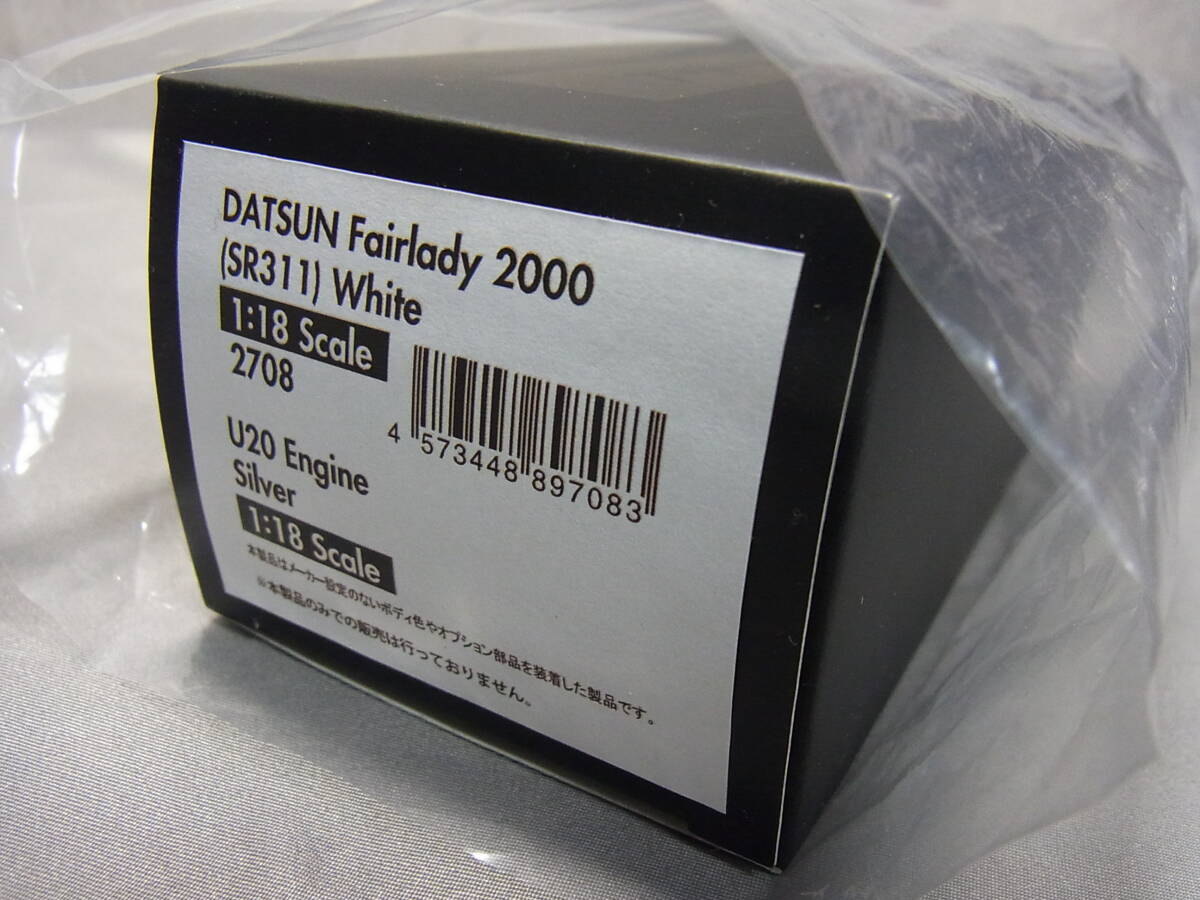 DATSUN Fairlady 2000
(SR311) White
1:18 Scale
2708
4 573448 897083
U20 Engine
Silver
1:18 Scale
本製品はメーカー設定のないボディ色やオプション部品を装着した製品です。
※本製品のみでの販売は行っておりません。